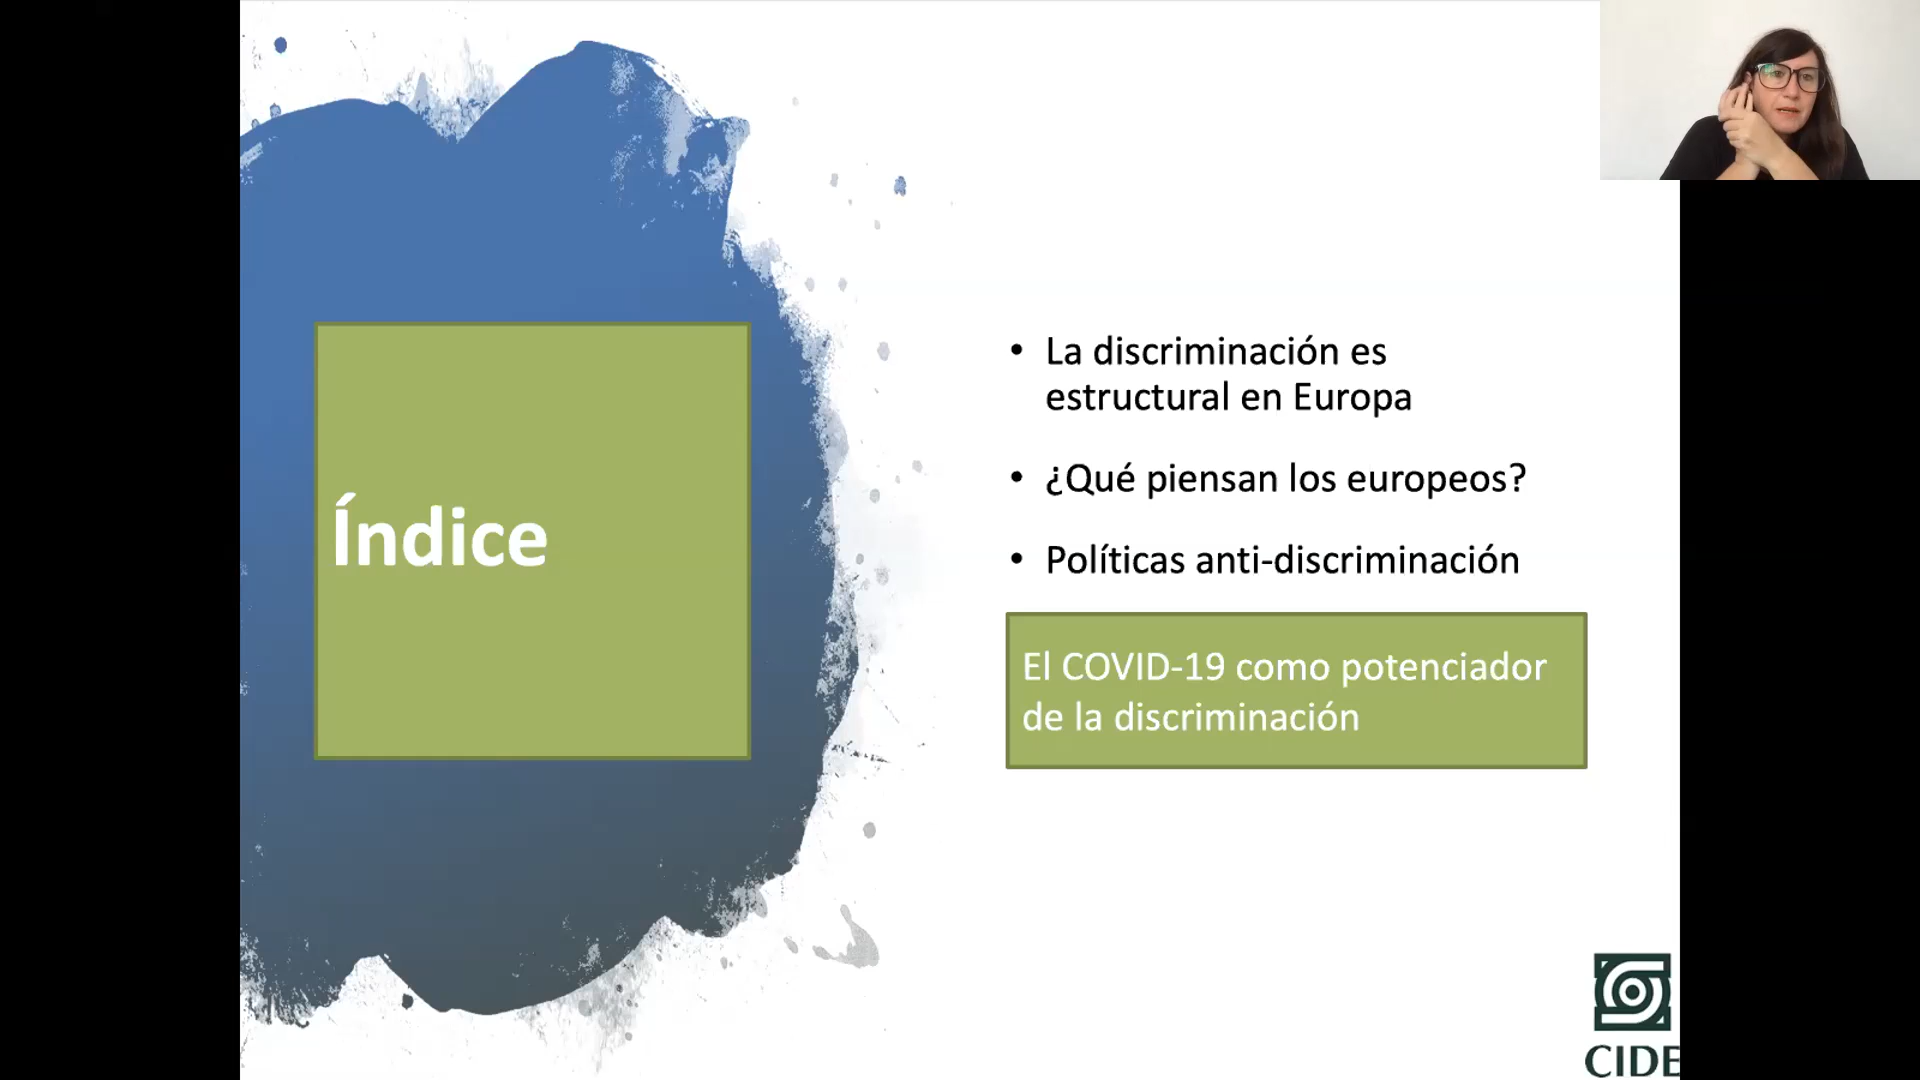 Índice
• La discriminación es
estructural en Europa
• ¿Qué piensan los europeos?
• Políticas anti-discriminación
El COVID-19 como potenciador
de la discriminación
CIDE